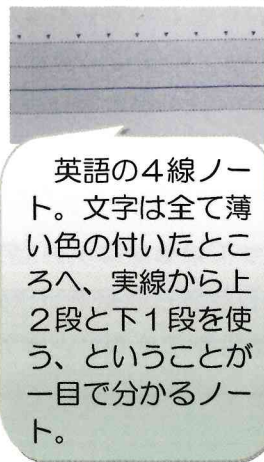 英語の４線ノー
ト。文字は全て薄
い色の付いたとこ
ろへ、実線から上
２段と下１段を使
う、ということが
一目で分かるノー
ト。